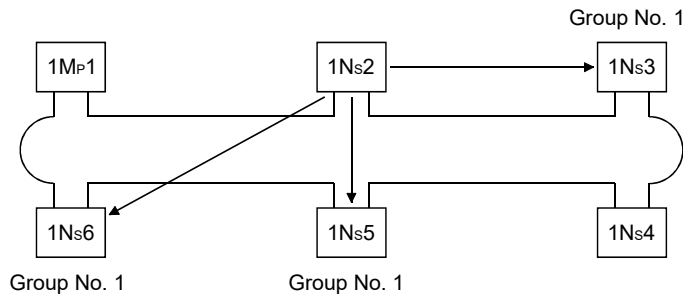 Group No. 1
1MP1 1NS2 1NS3
1NS6 1NS5 1NS4
Group No. 1 Group No. 1